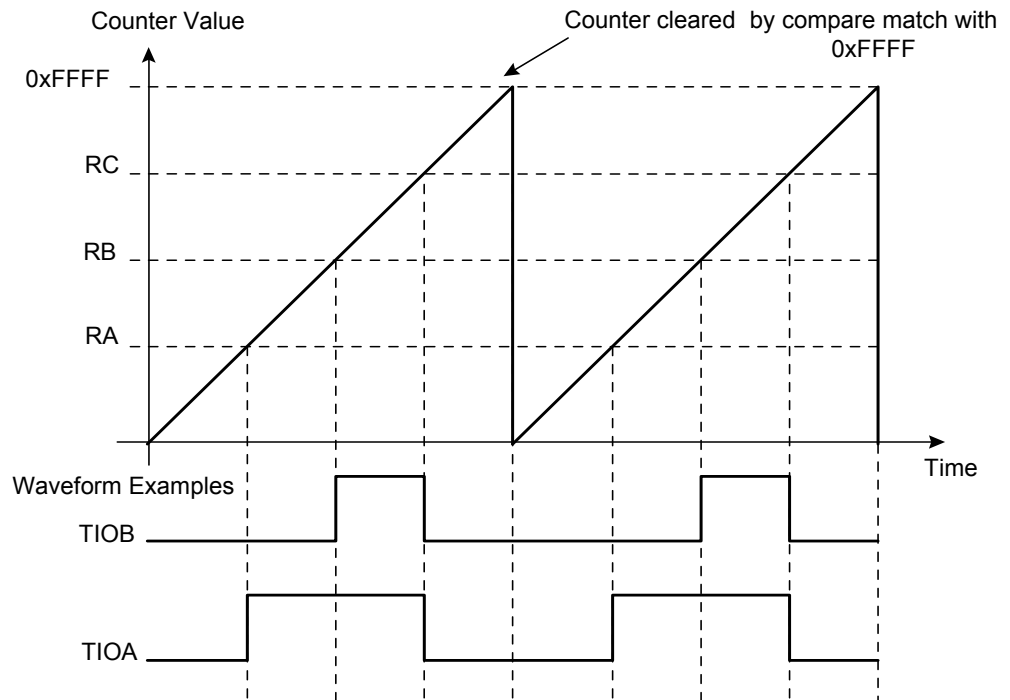 Counter Value
Counter cleared by compare match with
0xFFFF
0xFFFF
RC
RB
RA
Time
Waveform Examples
TIOB
TIOA